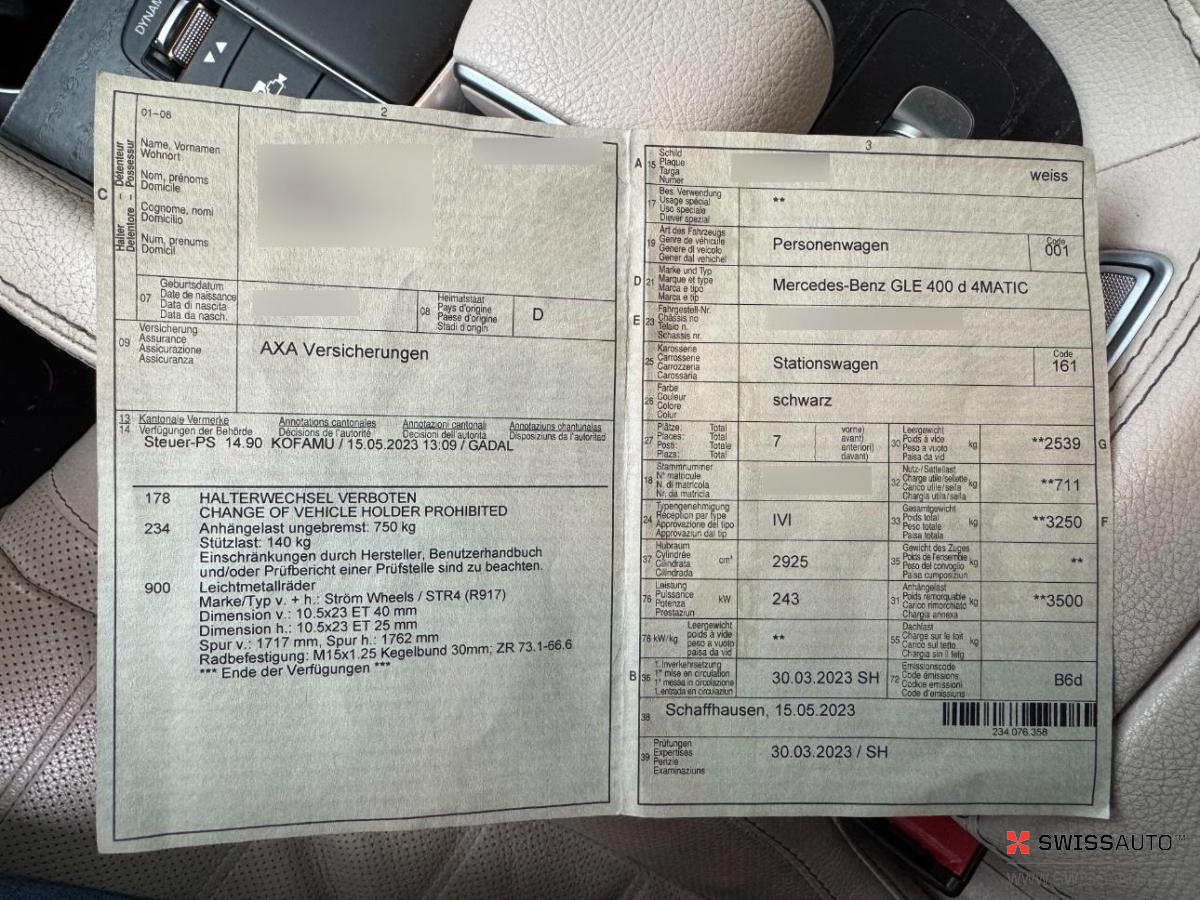 DYNAM
01-08
2
C
Halter - Détenteur
Detentore - Possessur
Name, Vornamen
Wohnort
Nom, prénoms
Domicile
Cognome, nomi
Domicilio
Num, prenums
Domicil
07
Geburtsdatum
Date de naissance
Data di nascita
Data da nasch.
08
Heimatstaat
Pays d'origine
Paese d'origine
Stadi d'origin
D
09
Versicherung
Assurance
Assicurazione
Assicuranza
AXA Versicherungen
13 Kantonale Vermerke Annotations cantonales Annotazioni cantonali Annotaziuns chantunalas
14 Verfügungen der Behörde Décisions de l'autorité Decisioni dell'autorità Disposiziuns da l'autoritad
Steuer-PS 14.90 KOFAMU / 15.05.2023 13:09 / GADAL
178 HALTERWECHSEL VERBOTEN
CHANGE OF VEHICLE HOLDER PROHIBITED
234 Anhängelast ungebremst: 750 kg
Stützlast: 140 kg
Einschränkungen durch Hersteller, Benutzerhandbuch
und/oder Prüfbericht einer Prüfstelle sind zu beachten.
900 Leichtmetallräder
Marke/Typ v. + h.: Ström Wheels / STR4 (R917)
Dimension v.: 10.5x23 ET 40 mm
Dimension h.: 10.5x23 ET 25 mm
Spur v.: 1717 mm, Spur h.: 1762 mm
Radbefestigung: M15x1.25 Kegelbund 30mm; ZR 73.1-66.6
*** Ende der Verfügungen ***
3
A 15
Schild
Plaque
Targa
Numer
weiss
17
Bes. Verwendung
Usage spécial
Uso speciale
Diever spezial
**
19
Art des Fahrzeugs
Genre de véhicule
Genere di veicolo
Gener dal vehichel
Personenwagen
Code
001
D 21
Marke und Typ
Marque et type
Marca e tipo
Marca e tip
Mercedes-Benz GLE 400 d 4MATIC
E 23
Fahrgestell-Nr.
Châssis no
Telaio n.
Schassis nr.
25
Karosserie
Carrosserie
Carrozzeria
Carossaria
Stationswagen
Code
161
26
Farbe
Couleur
Colore
Colur
schwarz
27
Plätze: Total
Places: Total
Posti: Totale
Plazs: Total
7
vorne)
avant)
anteriori)
davant)
30
Leergewicht
Poids à vide
Peso a vuoto
Paisa da vid
kg
**2539
G
18
Stammnummer
N° matricule
N. di matricola
Nr. da matricla
32
Nutz-/Sattellast
Charge utile/sellette
Carico utile/sella
Chargia utila/sella
kg
**711
24
Typengenehmigung
Réception par type
Approvazione del tipo
Approvaziun dal tip
IVI
33
Gesamtgewicht
Poids total
Peso totale
Paisa totala
kg
**3250
F
37
Hubraum
Cylindrée
Cilindrata
Cilindrada
cm³
2925
35
Gewicht des Zuges
Poids de l'ensemble
Peso del convoglio
Paisa cumposiziun
kg
**
76
Leistung
Puissance
Potenza
Prestaziun
kW
243
31
Anhängelast
Poids remorquable
Carico rimorchiato
Chargia annexa
kg
**3500
78 kW/kg
Leergewicht
poids à vide
peso a vuoto
paisa da vid
**
55
Dachlast
Charge sur le toit
Carico sul tetto
Chargia sin il tetg
kg
B 36
1. Inverkehrsetzung
1re mise en circulation
1a messa in circolazione
1. entrada en circulaziun
30.03.2023 SH
72
Emissionscode
Code émissions
Codice emissioni
Code d'emissiuns
B6d
38
Schaffhausen, 15.05.2023
234.076.358
39
Prüfungen
Expertises
Perizie
Examinaziuns
30.03.2023 / SH
SWISSAUTO™